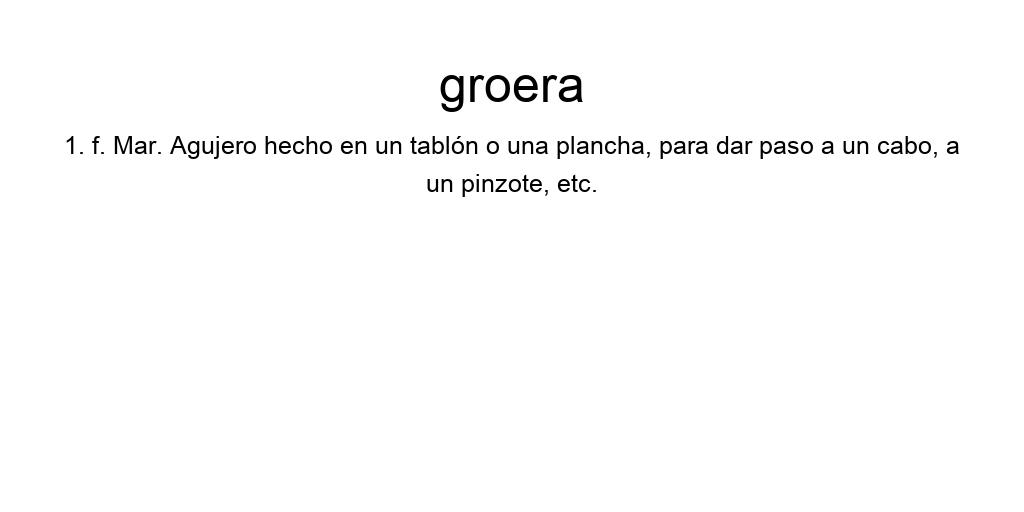 groera
1. f. Mar. Agujero hecho en un tablón o una plancha, para dar paso a un cabo, a
un pinzote, etc.